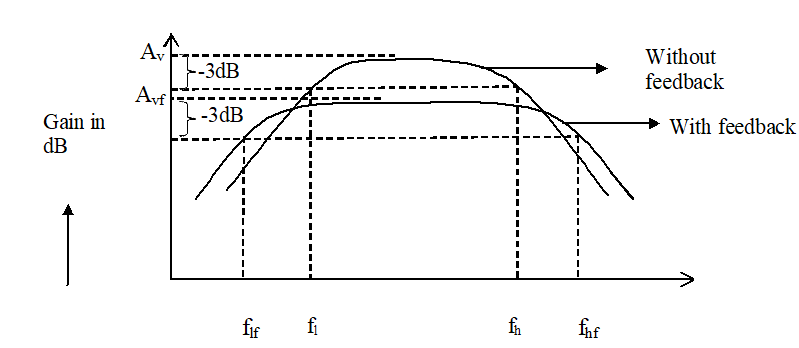 Av
-3dB
Without
feedback
Avf
-3dB
Gain in
dB
With feedback
flf
fl
fh
fhf